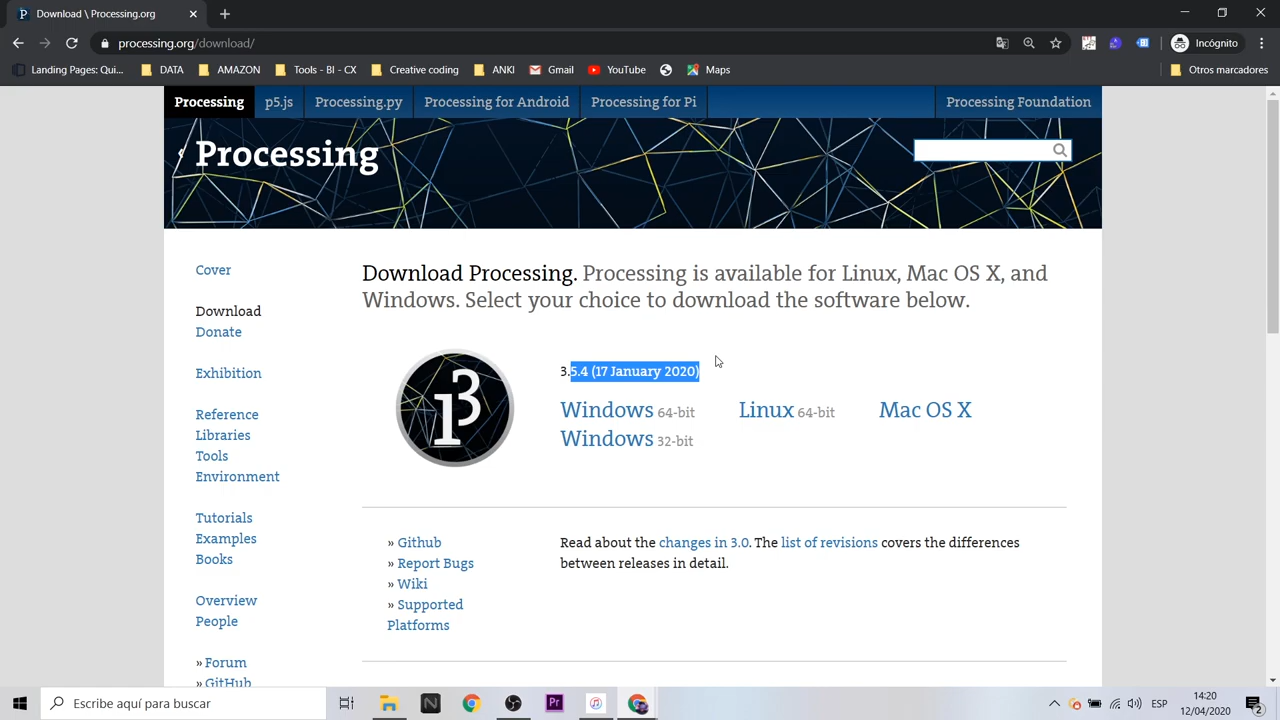 Download \ Processing.org
processing.org/download/
Incógnito
Landing Pages: Qui...
DATA
AMAZON
Tools - BI - CX
Creative coding
ANKI
Gmail
YouTube
Maps
Otros marcadores
Processing
p5.js
Processing.py
Processing for Android
Processing for Pi
Processing Foundation
Processing
Cover
Download
Donate
Exhibition
Reference
Libraries
Tools
Environment
Tutorials
Examples
Books
Overview
People
» Forum
» GitHub
Download Processing. Processing is available for Linux, Mac OS X, and
Windows. Select your choice to download the software below.
3.5.4 (17 January 2020)
Windows 64-bit
Linux 64-bit
Mac OS X
Windows 32-bit
» Github
» Report Bugs
» Wiki
» Supported
Platforms
Read about the changes in 3.0. The list of revisions covers the differences
between releases in detail.
Escribe aquí para buscar
Pr
ESP
14:20
12/04/2020
2